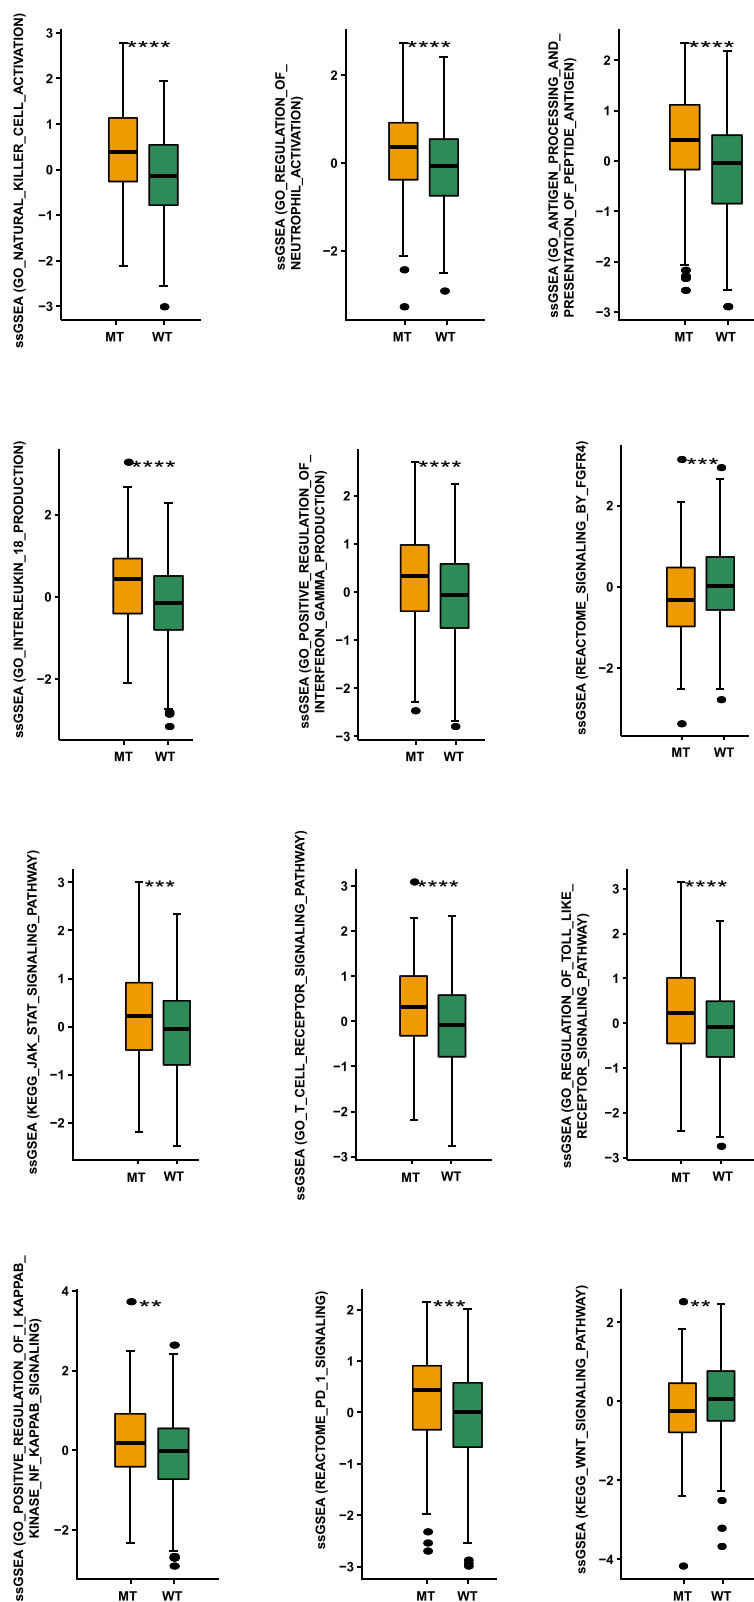 ssGSEA (GO_NATURAL_KILLER_CELL_ACTIVATION)
3
2
1
0
−1
−2
−3
****
MT WT
ssGSEA (GO_REGULATION_OF_
NEUTROPHIL_ACTIVATION)
2
0
−2
****
MT WT
ssGSEA (GO_ANTIGEN_PROCESSING_AND_
PRESENTATION_OF_PEPTIDE_ANTIGEN)
2
1
0
−1
−2
−3
****
MT WT
ssGSEA (GO_INTERLEUKIN_18_PRODUCTION)
2
0
−2
****
MT WT
ssGSEA (GO_POSITIVE_REGULATION_OF_
INTERFERON_GAMMA_PRODUCTION)
2
1
0
−1
−2
−3
****
MT WT
ssGSEA (REACTOME_SIGNALING_BY_FGFR4)
2
0
−2
***
MT WT
ssGSEA (KEGG_JAK_STAT_SIGNALING_PATHWAY)
3
2
1
0
−1
−2
***
MT WT
ssGSEA (GO_T_CELL_RECEPTOR_SIGNALING_PATHWAY)
3
2
1
0
−1
−2
−3
****
MT WT
ssGSEA (GO_REGULATION_OF_TOLL_LIKE_
RECEPTOR_SIGNALING_PATHWAY)
3
2
1
0
−1
−2
−3
****
MT WT
ssGSEA (GO_POSITIVE_REGULATION_OF_I_KAPPAB_
KINASE_NF_KAPPAB_SIGNALING)
4
2
0
−2
**
MT WT
ssGSEA (REACTOME_PD_1_SIGNALING)
2
1
0
−1
−2
−3
***
MT WT
ssGSEA (KEGG_WNT_SIGNALING_PATHWAY)
2
0
−2
−4
**
MT WT